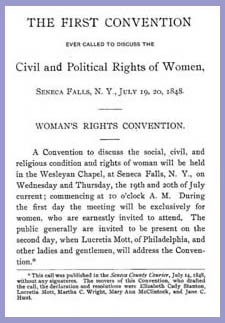 THE FIRST CONVENTION
EVER CALLED TO DISCUSS THE
Civil and Political Rights of Women,
SENECA FALLS, N. Y., JULY 19, 20, 1848.
WOMAN'S RIGHTS CONVENTION.
A Convention to discuss the social, civil, and
religious condition and rights of woman will be held
in the Wesleyan Chapel, at Seneca Falls, N. Y., on
Wednesday and Thursday, the 19th and 20th of July
current; commencing at 10 o'clock A. M. During
the first day the meeting will be exclusively for
women, who are earnestly invited to attend. The
public generally are invited to be present on the
second day, when Lucretia Mott, of Philadelphia, and
other ladies and gentlemen, will address the Conven-
tion.*
* This call was published in the Seneca County Courier, July 14, 1848,
without any signatures. The movers of this Convention, who drafted
the call, the declaration and resolutions were Elizabeth Cady Stanton,
Lucretia Mott, Martha C. Wright, Mary Ann McClintock, and Jane C.
Hunt.